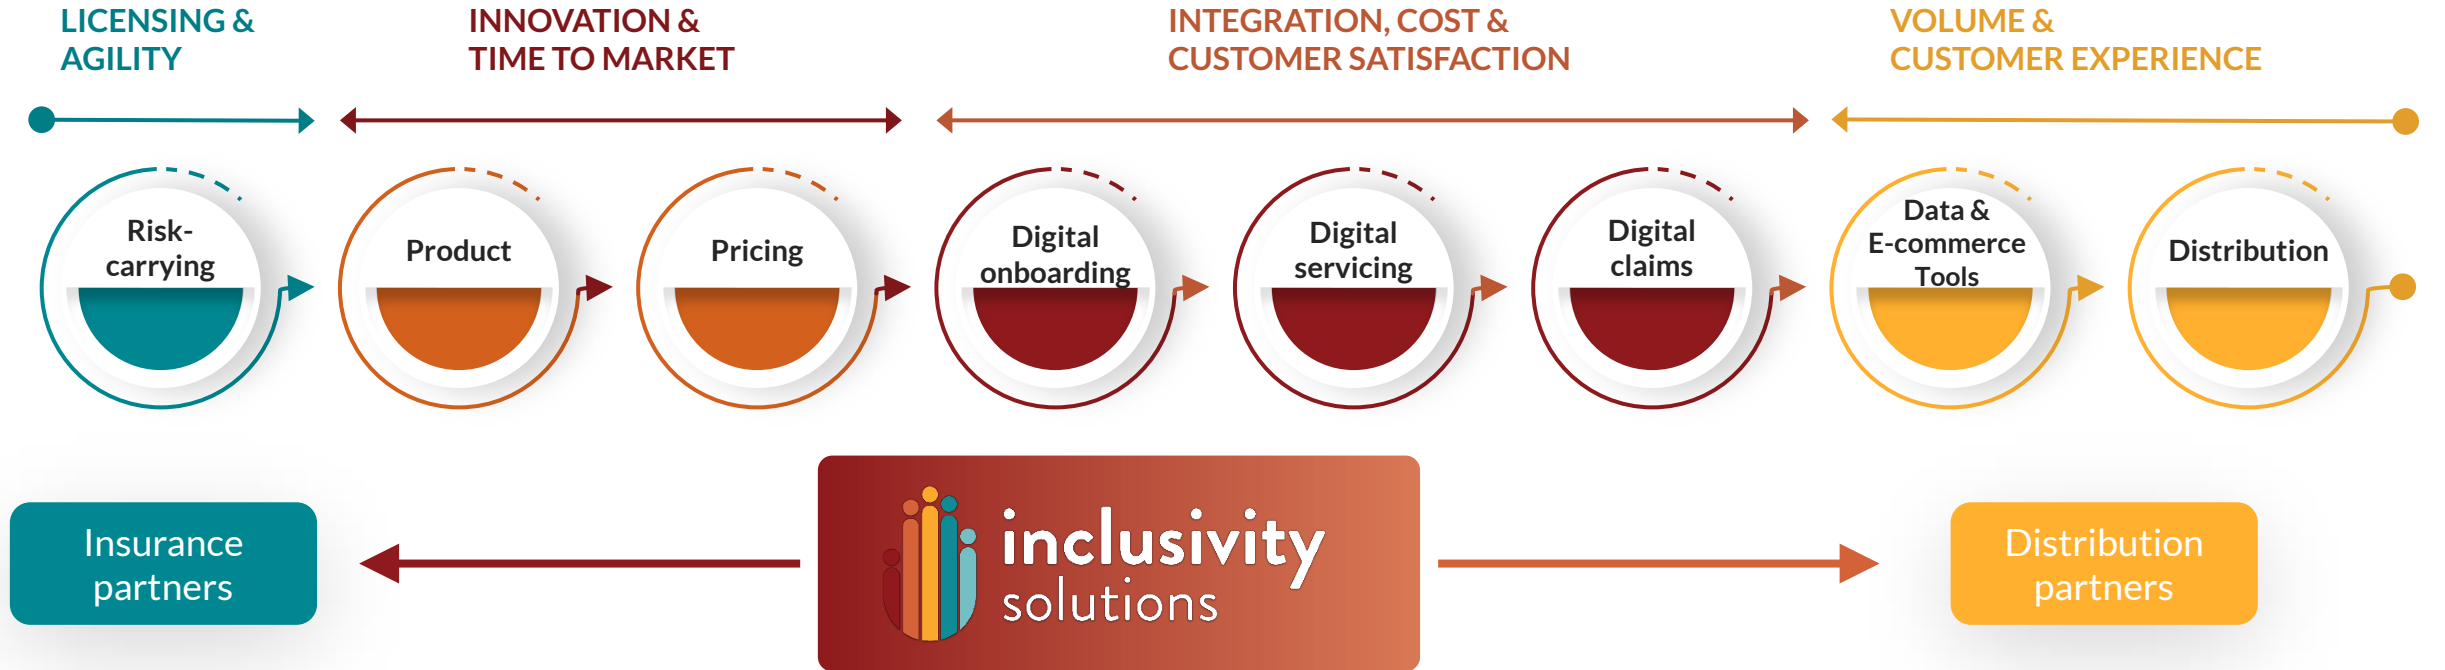 LICENSING &
AGILITY
INNOVATION &
TIME TO MARKET
INTEGRATION, COST &
CUSTOMER SATISFACTION
VOLUME &
CUSTOMER EXPERIENCE
Risk-
carrying
Product
Pricing
Digital
onboarding
Digital
servicing
Digital
claims
Data &
E-commerce
Tools
Distribution
Insurance
partners
inclusivity
solutions
Distribution
partners